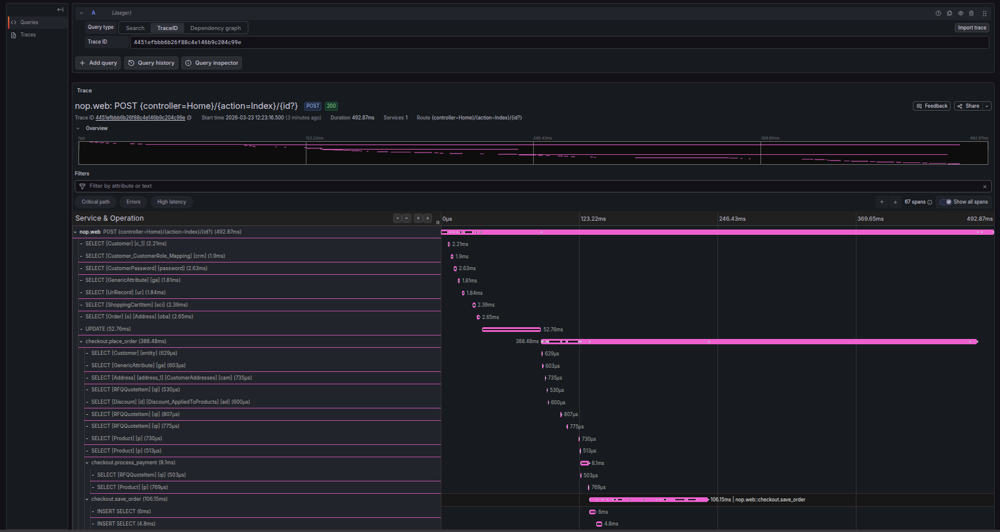 A (Jaeger)
Queries
Query type Search TraceID Dependency graph Import trace
Traces
Trace ID 4451efbbb6b26f88c4e146b9c204c99e
Add query Query history Query inspector
Trace
nop.web: POST {controller=Home}/{action=Index}/{id?} POST 200 Feedback Share
Trace ID 4451efbbb6b26f88c4e146b9c204c99e Start time 2026-03-23 12:23:16.500 (3 minutes ago) Duration 492.87ms Services 1 Route {controller=Home}/{action=Index}/{id?}
Overview
0μs 123.22ms 246.43ms 369.65ms 492.87ms
Filters
Filter by attribute or text
Critical path Errors High latency 67 spans Show all spans
Service & Operation 0μs 123.22ms 246.43ms 369.65ms 492.87ms
nop.web POST {controller=Home}/{action=Index}/{id?} (492.87ms)
SELECT [Customer] [c_1] (2.21ms) 2.21ms
SELECT [Customer_CustomerRole_Mapping] [crm] (1.9ms) 1.9ms
SELECT [CustomerPassword] [password] (2.63ms) 2.63ms
SELECT [GenericAttribute] [ga] (1.81ms) 1.81ms
SELECT [UrlRecord] [ur] (1.84ms) 1.84ms
SELECT [ShoppingCartItem] [sci] (2.39ms) 2.39ms
SELECT [Order] [o] [Address] [oba] (2.65ms) 2.65ms
UPDATE (52.76ms) 52.76ms
checkout.place_order (388.48ms) 388.48ms
SELECT [Customer] [entity] (629μs) 629μs
SELECT [GenericAttribute] [ga] (603μs) 603μs
SELECT [Address] [address_1] [CustomerAddresses] [cam] (735μs) 735μs
SELECT [RFQQuoteItem] [qi] (530μs) 530μs
SELECT [Discount] [d] [Discount_AppliedToProducts] [ad] (600μs) 600μs
SELECT [RFQQuoteItem] [qi] (807μs) 807μs
SELECT [RFQQuoteItem] [qi] (775μs) 775μs
SELECT [Product] [p] (730μs) 730μs
SELECT [Product] [p] (513μs) 513μs
checkout.process_payment (8.1ms) 8.1ms
SELECT [RFQQuoteItem] [qi] (503μs) 503μs
SELECT [Product] [p] (769μs) 769μs
checkout.save_order (106.15ms) 106.15ms | nop.web::checkout.save_order
INSERT SELECT (6ms) 6ms
INSERT SELECT (4.8ms) 4.8ms